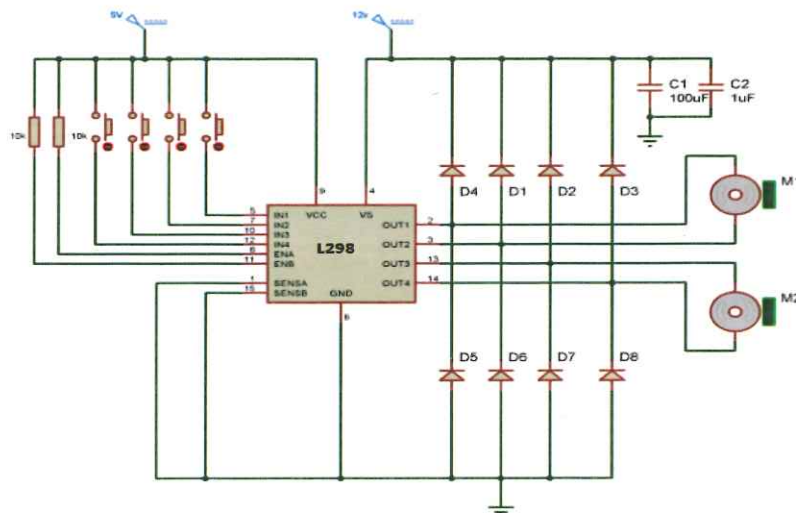 5V
12v
10k
10k
C1
100uF
C2
1uF
D4
D1
D2
D3
M1
5
7
10
12
6
11
1
15
IN1
IN2
IN3
IN4
ENA
ENB
SENSA
SENSB
9
VCC
4
VS
L298
GND
8
OUT1
OUT2
OUT3
OUT4
2
3
13
14
M2
D5
D6
D7
D8